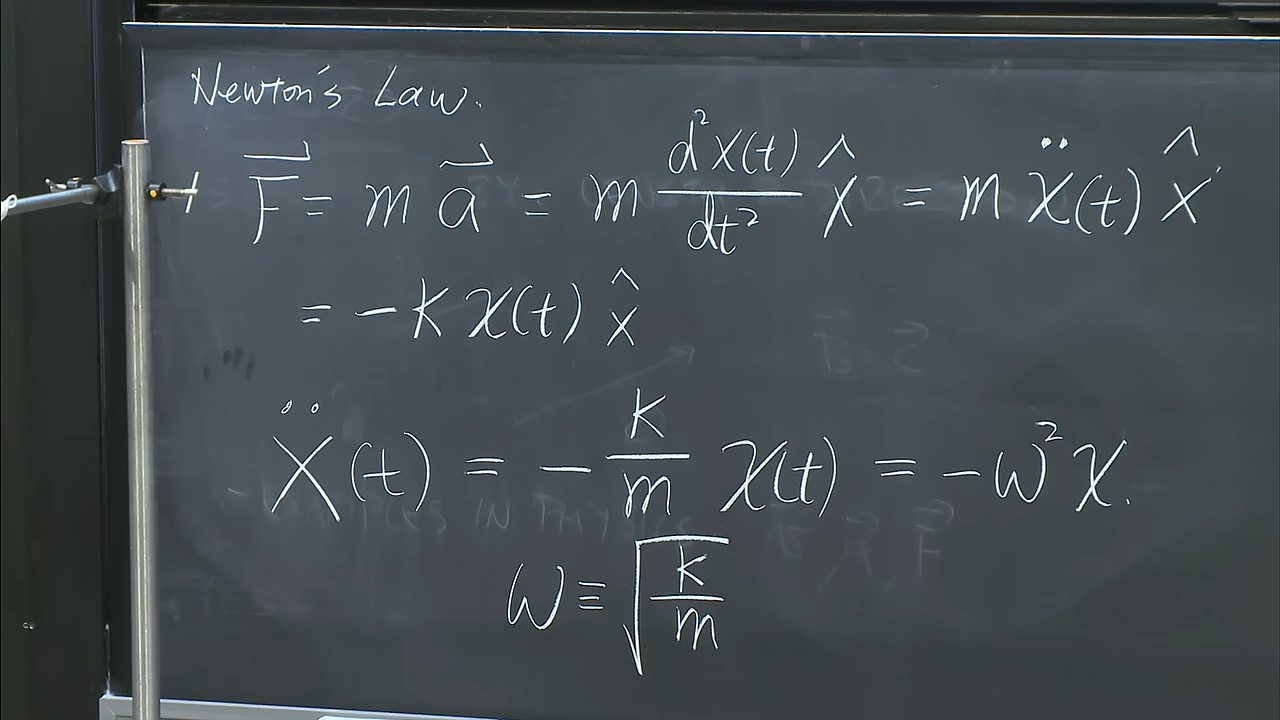 Newton's Law.
F⃗ = m a⃗ = m d²x(t)/dt² x̂ = m ẍ(t) x̂
= -k x(t) x̂
ẍ(t) = - k/m x(t) = -ω² x.
ω ≡ √(k/m)